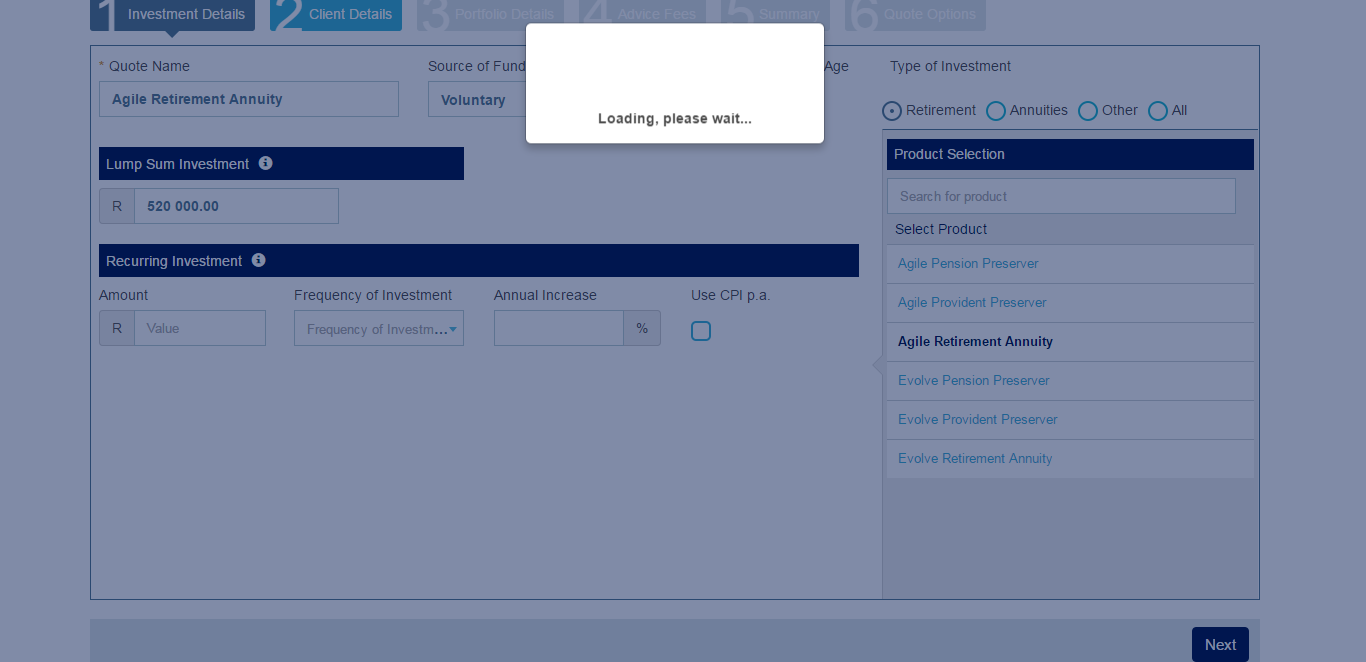 1 Investment Details
2 Client Details
3 Portfolio Details
4 Advice Fees
5 Summary
6 Quote Options
* Quote Name
Source of Fund
Age
Type of Investment
Agile Retirement Annuity
Voluntary
Loading, please wait...
Retirement
Annuities
Other
All
Lump Sum Investment
Product Selection
R 520 000.00
Search for product
Select Product
Recurring Investment
Agile Pension Preserver
Amount
Frequency of Investment
Annual Increase
Use CPI p.a.
Agile Provident Preserver
R Value
Frequency of Investm...
%
Agile Retirement Annuity
Evolve Pension Preserver
Evolve Provident Preserver
Evolve Retirement Annuity
Next